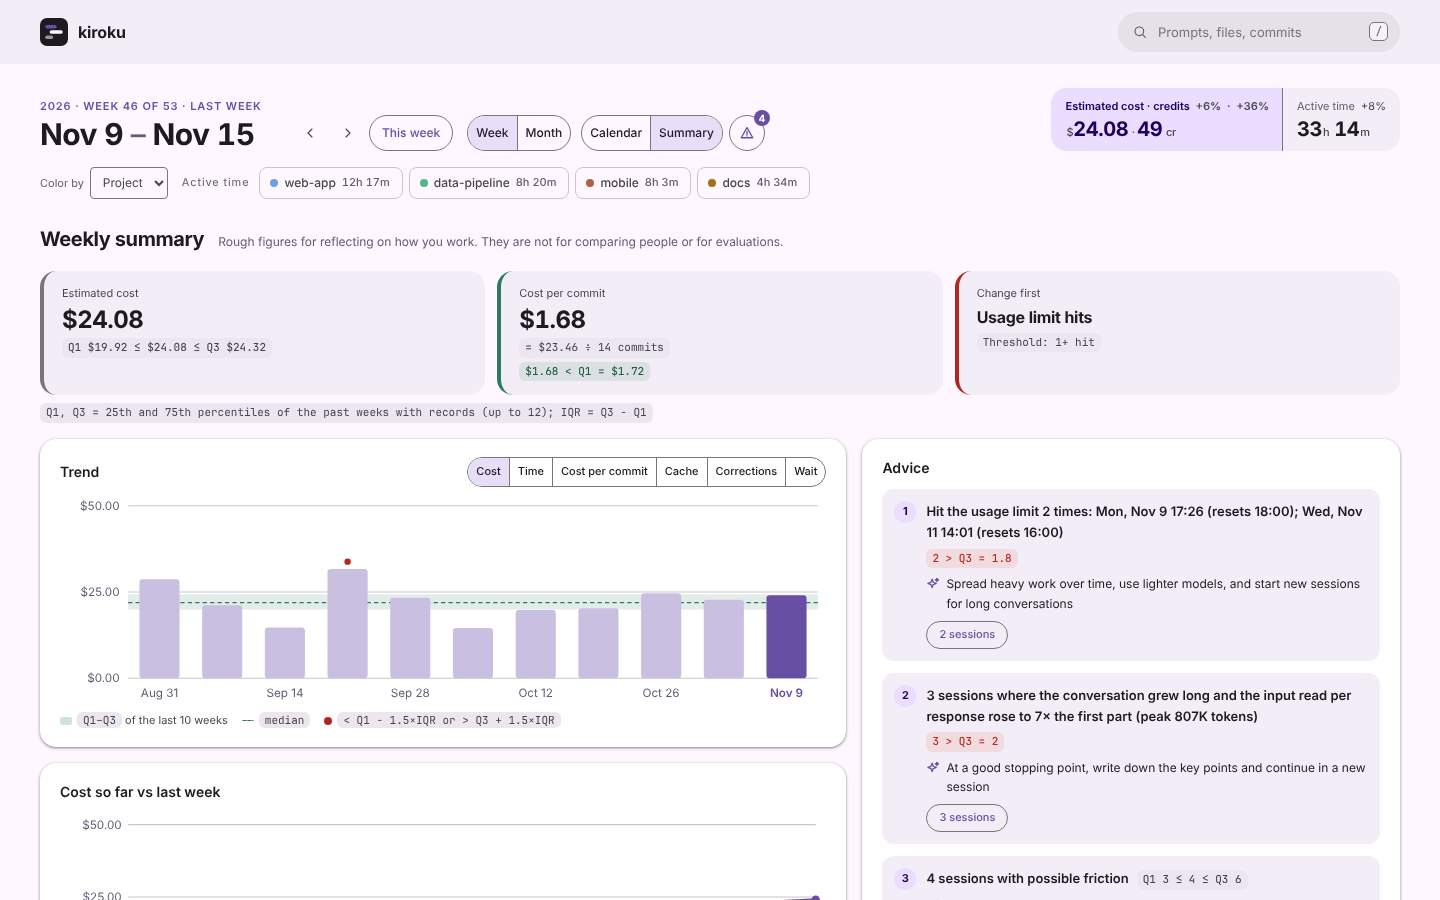 kiroku
Prompts, files, commits
/
2026 · WEEK 46 OF 53 · LAST WEEK
Nov 9 – Nov 15
This week
Week
Month
Calendar
Summary
4
Estimated cost · credits +6% · +36%
$24.08 · 49 cr
Active time +8%
33h 14m
Color by
Project
Active time
web-app 12h 17m
data-pipeline 8h 20m
mobile 8h 3m
docs 4h 34m
Weekly summary
Rough figures for reflecting on how you work. They are not for comparing people or for evaluations.
Estimated cost
$24.08
Q1 $19.92 ≤ $24.08 ≤ Q3 $24.32
Cost per commit
$1.68
= $23.46 ÷ 14 commits
$1.68 < Q1 = $1.72
Change first
Usage limit hits
Threshold: 1+ hit
Q1, Q3 = 25th and 75th percentiles of the past weeks with records (up to 12); IQR = Q3 - Q1
Trend
Cost
Time
Cost per commit
Cache
Corrections
Wait
$50.00
$25.00
$0.00
Aug 31
Sep 14
Sep 28
Oct 12
Oct 26
Nov 9
Q1–Q3 of the last 10 weeks
median
< Q1 - 1.5×IQR or > Q3 + 1.5×IQR
Cost so far vs last week
$50.00
$25.00
Advice
1
Hit the usage limit 2 times: Mon, Nov 9 17:26 (resets 18:00); Wed, Nov
11 14:01 (resets 16:00)
2 > Q3 = 1.8
Spread heavy work over time, use lighter models, and start new sessions
for long conversations
2 sessions
2
3 sessions where the conversation grew long and the input read per
response rose to 7× the first part (peak 807K tokens)
3 > Q3 = 2
At a good stopping point, write down the key points and continue in a new
session
3 sessions
3
4 sessions with possible friction
Q1 3 ≤ 4 ≤ Q3 6